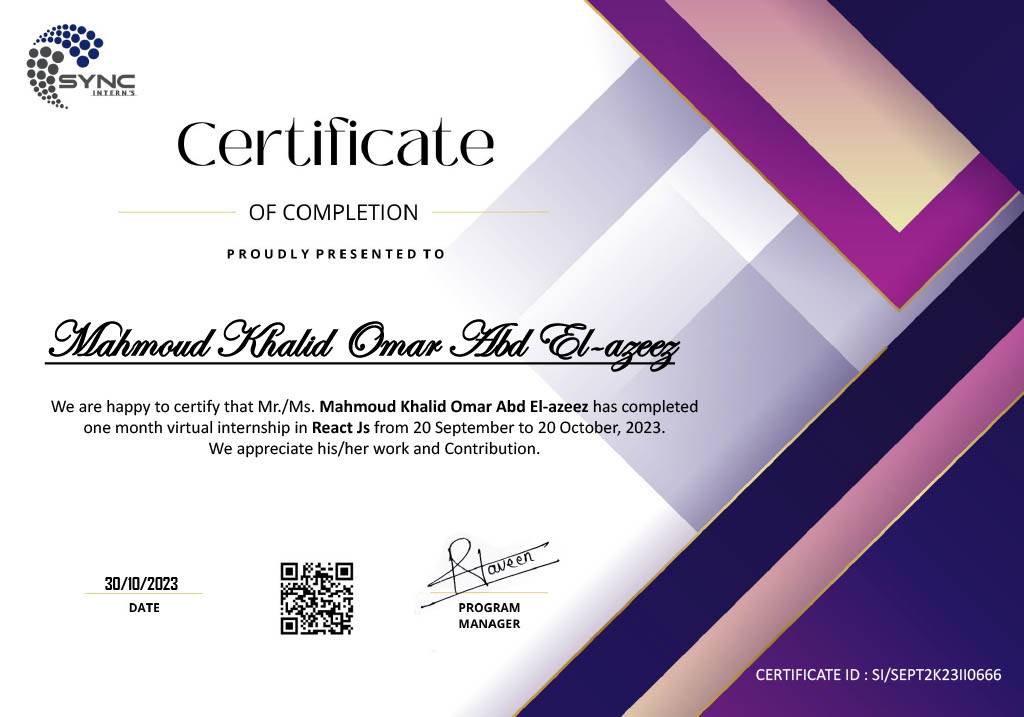 SYNC
INTERN'S
Certificate
OF COMPLETION
PROUDLY PRESENTED TO
Mahmoud Khalid Omar Abd El-azeez
We are happy to certify that Mr./Ms. Mahmoud Khalid Omar Abd El-azeez has completed
one month virtual internship in React Js from 20 September to 20 October, 2023.
We appreciate his/her work and Contribution.
30/10/2023
DATE
PROGRAM
MANAGER
CERTIFICATE ID : SI/SEPT2K23II0666